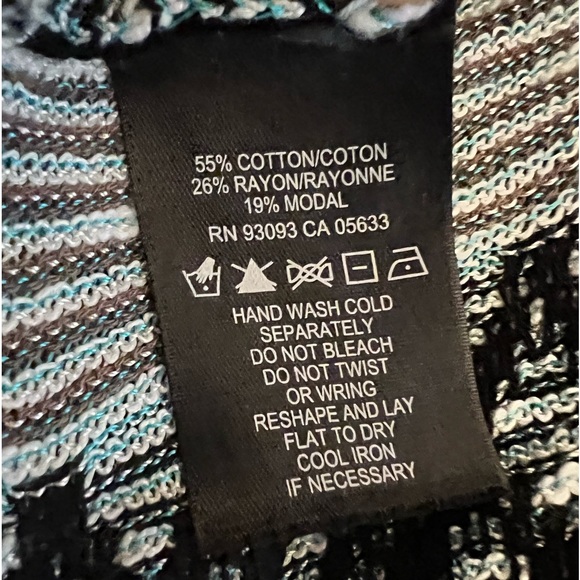 55% COTTON/COTON
26% RAYON/RAYONNE
19% MODAL
RN 93093 CA 05633
HAND WASH COLD
SEPARATELY
DO NOT BLEACH
DO NOT TWIST
OR WRING
RESHAPE AND LAY
FLAT TO DRY
COOL IRON
IF NECESSARY